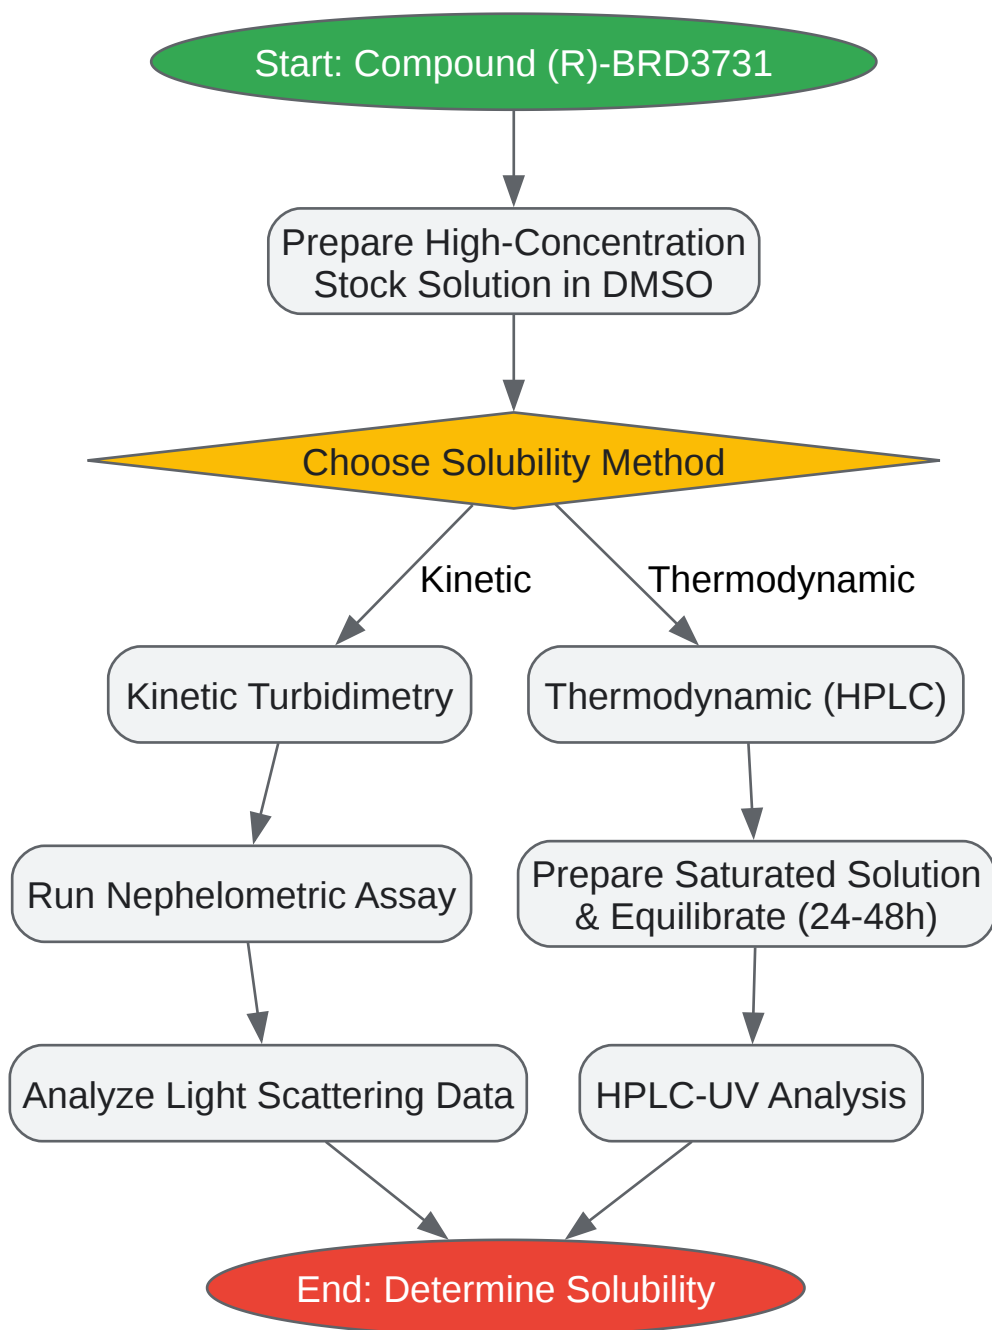 Start: Compound (R)-BRD3731
Prepare High-Concentration
Stock Solution in DMSO
Choose Solubility Method
Kinetic
Thermodynamic
Kinetic Turbidimetry
Thermodynamic (HPLC)
Run Nephelometric Assay
Prepare Saturated Solution
& Equilibrate (24-48h)
Analyze Light Scattering Data
HPLC-UV Analysis
End: Determine Solubility